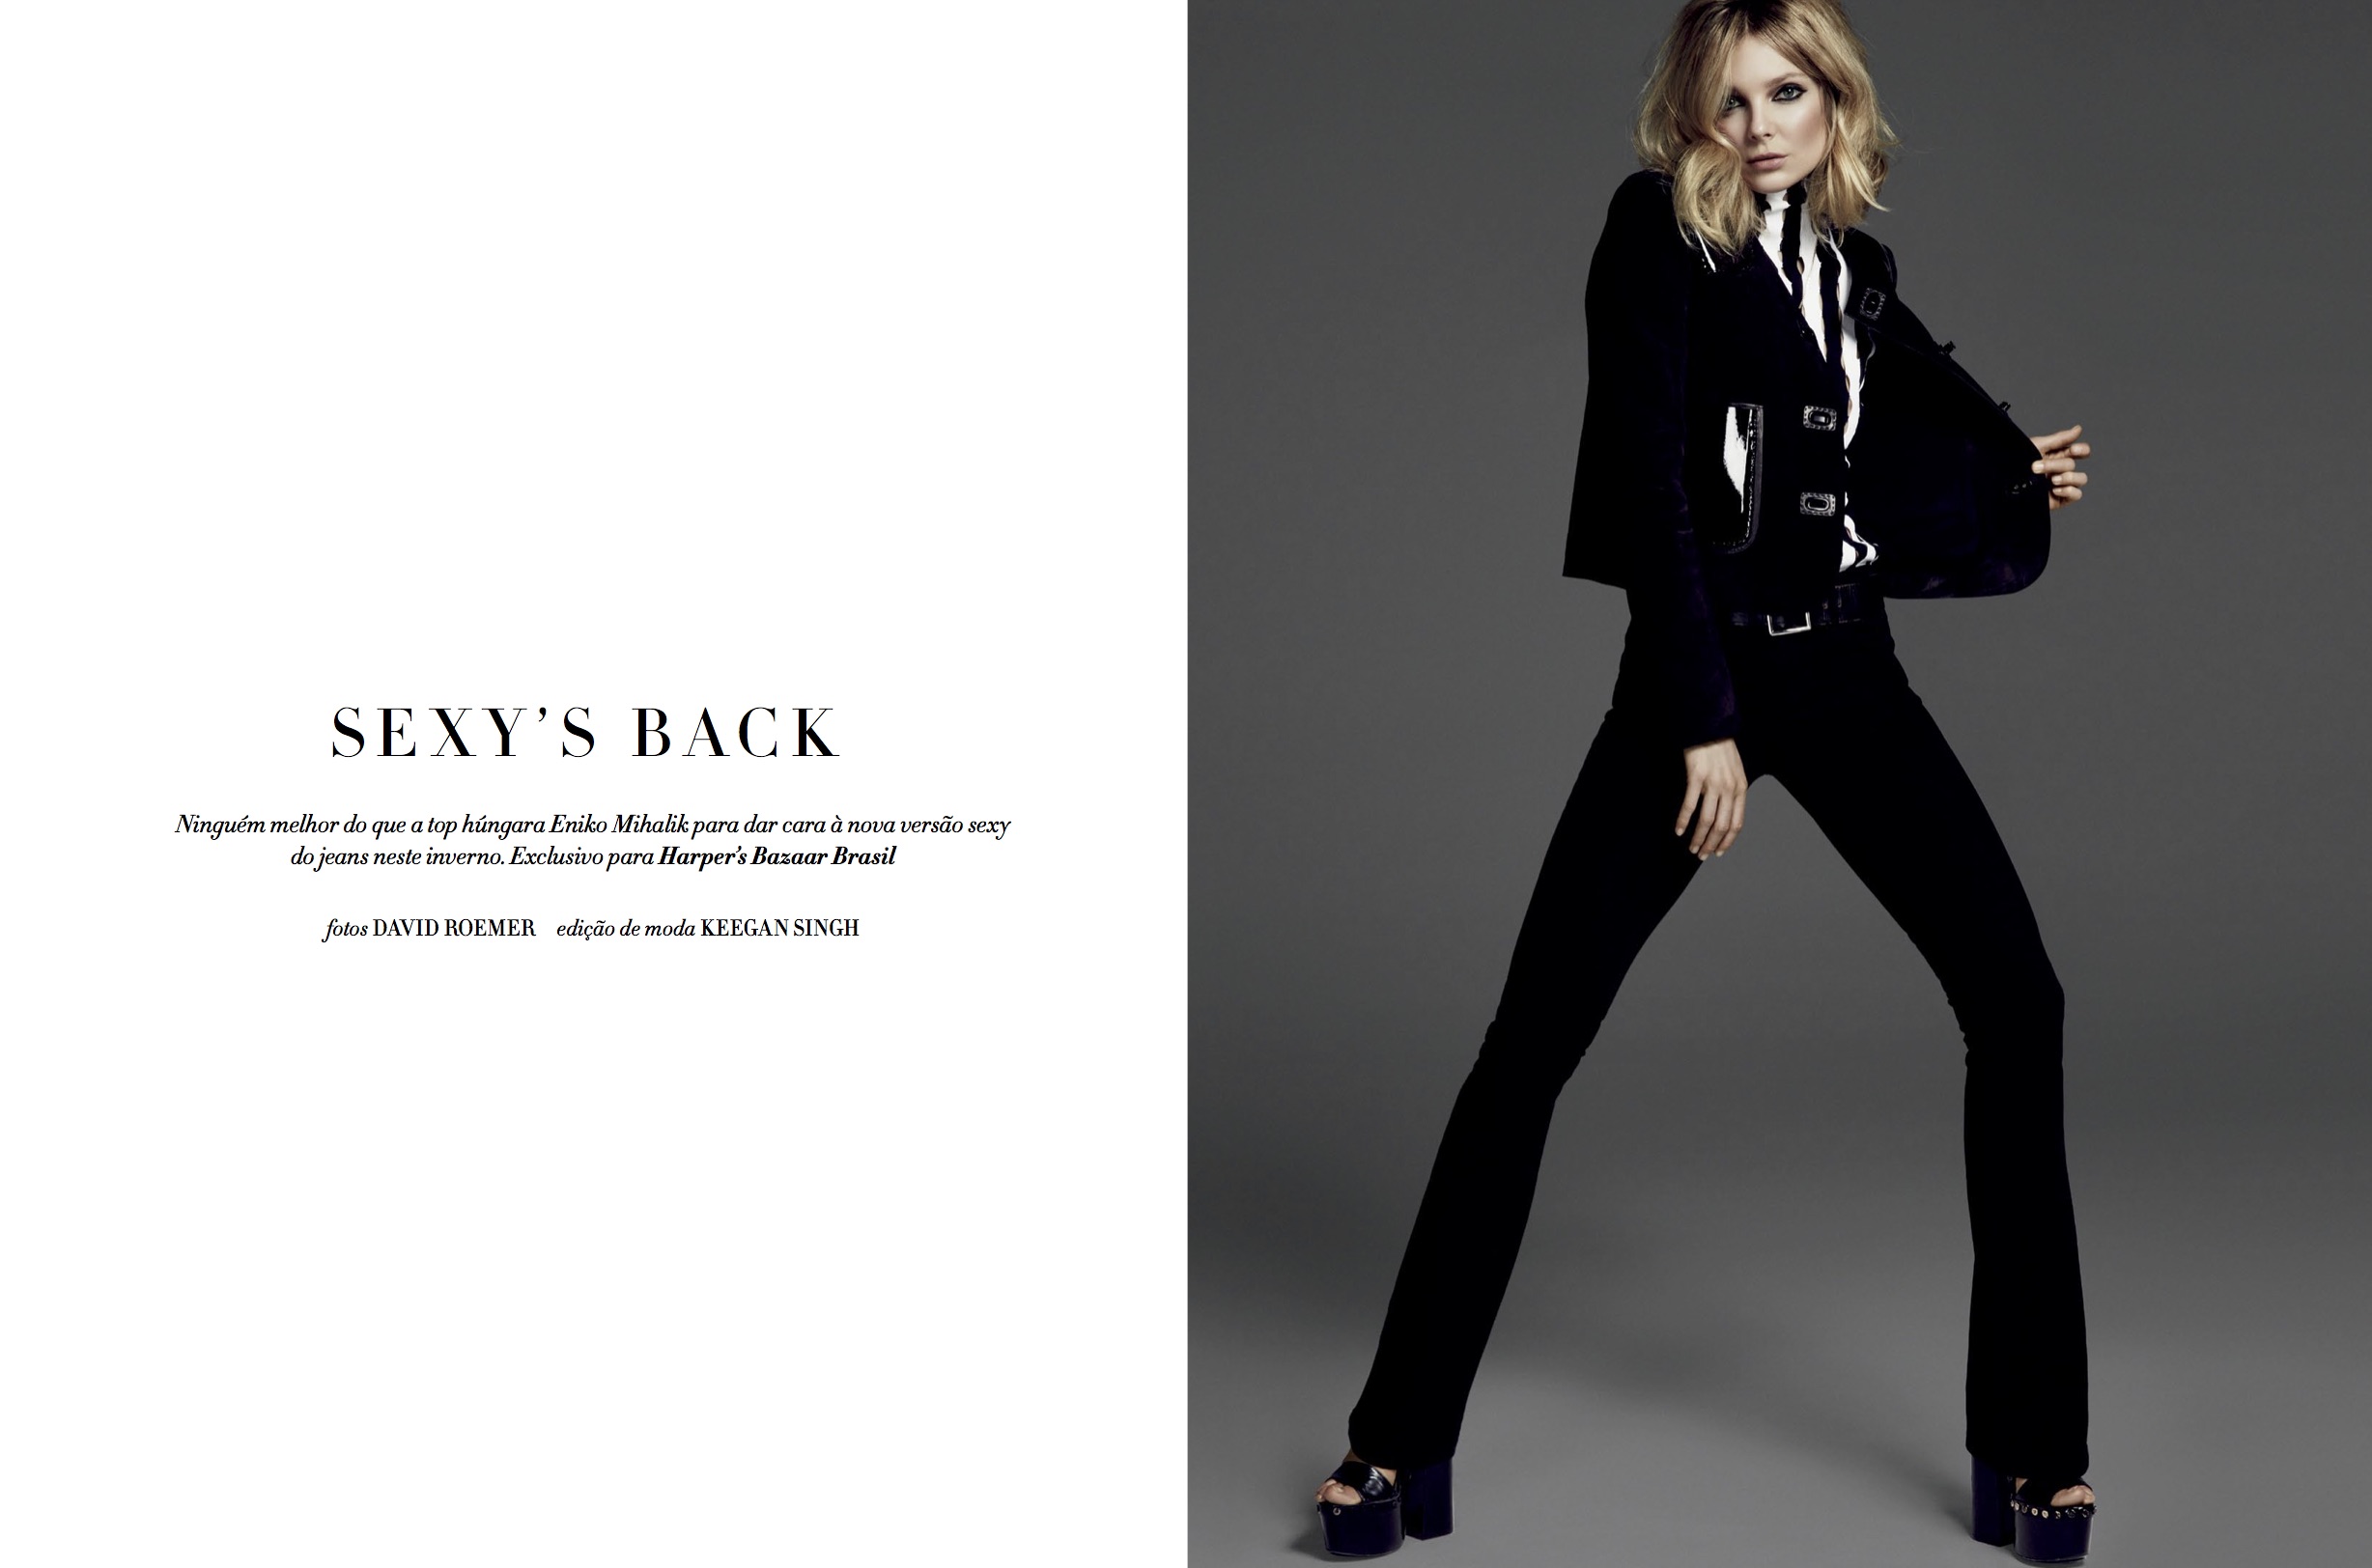 SEXY’S BACK
Ninguém melhor do que a top húngara Eniko Mihalik para dar cara à nova versão sexy
do jeans neste inverno. Exclusivo para Harper’s Bazaar Brasil
fotos DAVID ROEMER edição de moda KEEGAN SINGH